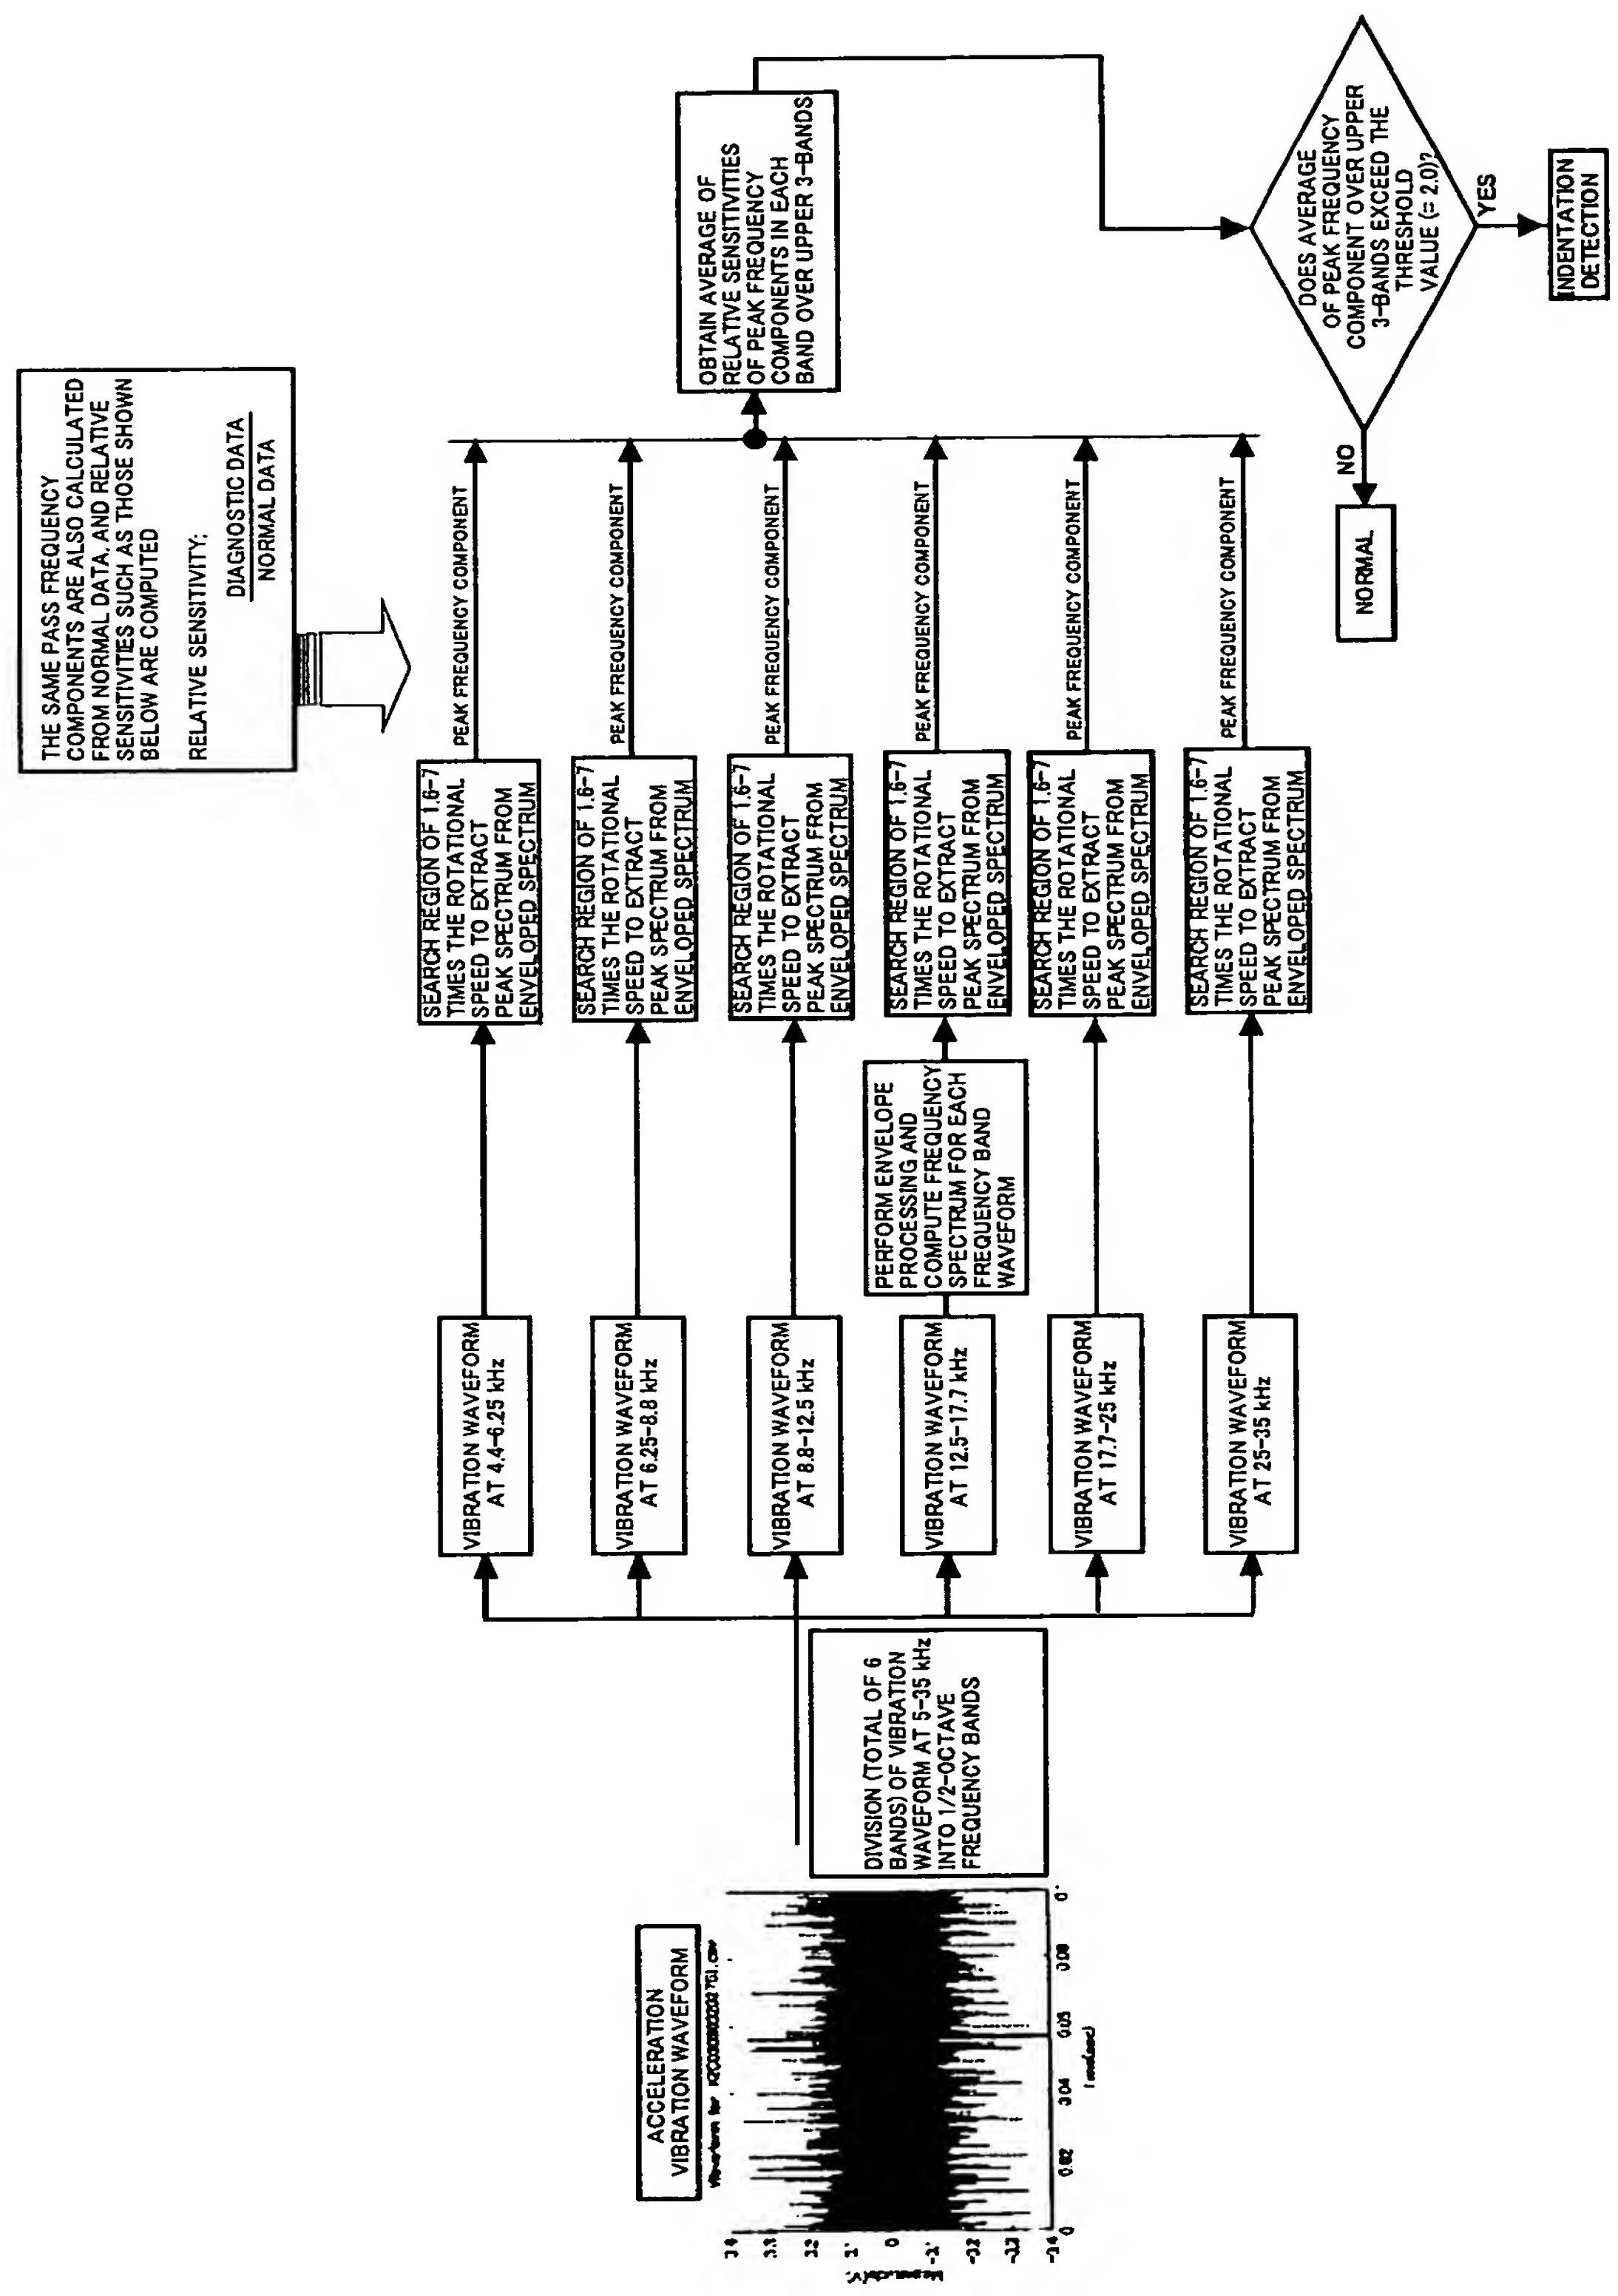 ACCELERATION
VIBRATION WAVEFORM
0.02
0.04
0.08
0
-0.2
-0.4
DIVISION (TOTAL OF 6
BANDS) OF VIBRATION
WAVEFORM AT 5-35 kHz
INTO 1/2-OCTAVE
FREQUENCY BANDS
VIBRATION WAVEFORM
AT 4.4-6.25 kHz
VIBRATION WAVEFORM
AT 6.25-8.8 kHz
VIBRATION WAVEFORM
AT 8.8-12.5 kHz
VIBRATION WAVEFORM
AT 12.5-17.7 kHz
VIBRATION WAVEFORM
AT 17.7-25 kHz
VIBRATION WAVEFORM
AT 25-35 kHz
PERFORM ENVELOPE
PROCESSING AND
COMPUTE FREQUENCY
SPECTRUM FOR EACH
FREQUENCY BAND
WAVEFORM
SEARCH REGION OF 1.6-7
TIMES THE ROTATIONAL
SPEED TO EXTRACT
PEAK SPECTRUM FROM
ENVELOPED SPECTRUM
SEARCH REGION OF 1.6-7
TIMES THE ROTATIONAL
SPEED TO EXTRACT
PEAK SPECTRUM FROM
ENVELOPED SPECTRUM
SEARCH REGION OF 1.6-7
TIMES THE ROTATIONAL
SPEED TO EXTRACT
PEAK SPECTRUM FROM
ENVELOPED SPECTRUM
SEARCH REGION OF 1.6-7
TIMES THE ROTATIONAL
SPEED TO EXTRACT
PEAK SPECTRUM FROM
ENVELOPED SPECTRUM
SEARCH REGION OF 1.6-7
TIMES THE ROTATIONAL
SPEED TO EXTRACT
PEAK SPECTRUM FROM
ENVELOPED SPECTRUM
SEARCH REGION OF 1.6-7
TIMES THE ROTATIONAL
SPEED TO EXTRACT
PEAK SPECTRUM FROM
ENVELOPED SPECTRUM
PEAK FREQUENCY COMPONENT
PEAK FREQUENCY COMPONENT
PEAK FREQUENCY COMPONENT
PEAK FREQUENCY COMPONENT
PEAK FREQUENCY COMPONENT
PEAK FREQUENCY COMPONENT
THE SAME PASS FREQUENCY
COMPONENTS ARE ALSO CALCULATED
FROM NORMAL DATA, AND RELATIVE
SENSITIVITIES SUCH AS THOSE SHOWN
BELOW ARE COMPUTED
RELATIVE SENSITIVITY:
DIAGNOSTIC DATA
NORMAL DATA
OBTAIN AVERAGE OF
RELATIVE SENSITIVITIES
OF PEAK FREQUENCY
COMPONENTS IN EACH
BAND OVER UPPER 3-BANDS
DOES AVERAGE
OF PEAK FREQUENCY
COMPONENT OVER UPPER
3-BANDS EXCEED THE
THRESHOLD
VALUE (= 2.0)?
NO
NORMAL
YES
INDENTATION
DETECTION